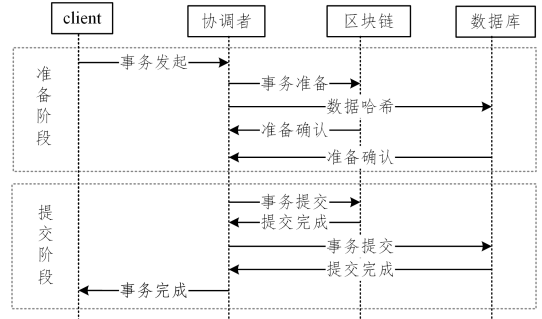 client
协调者
区块链
数据库
准备阶段
事务发起
事务准备
数据哈希
准备确认
准备确认
提交阶段
事务提交
提交完成
事务提交
提交完成
事务完成